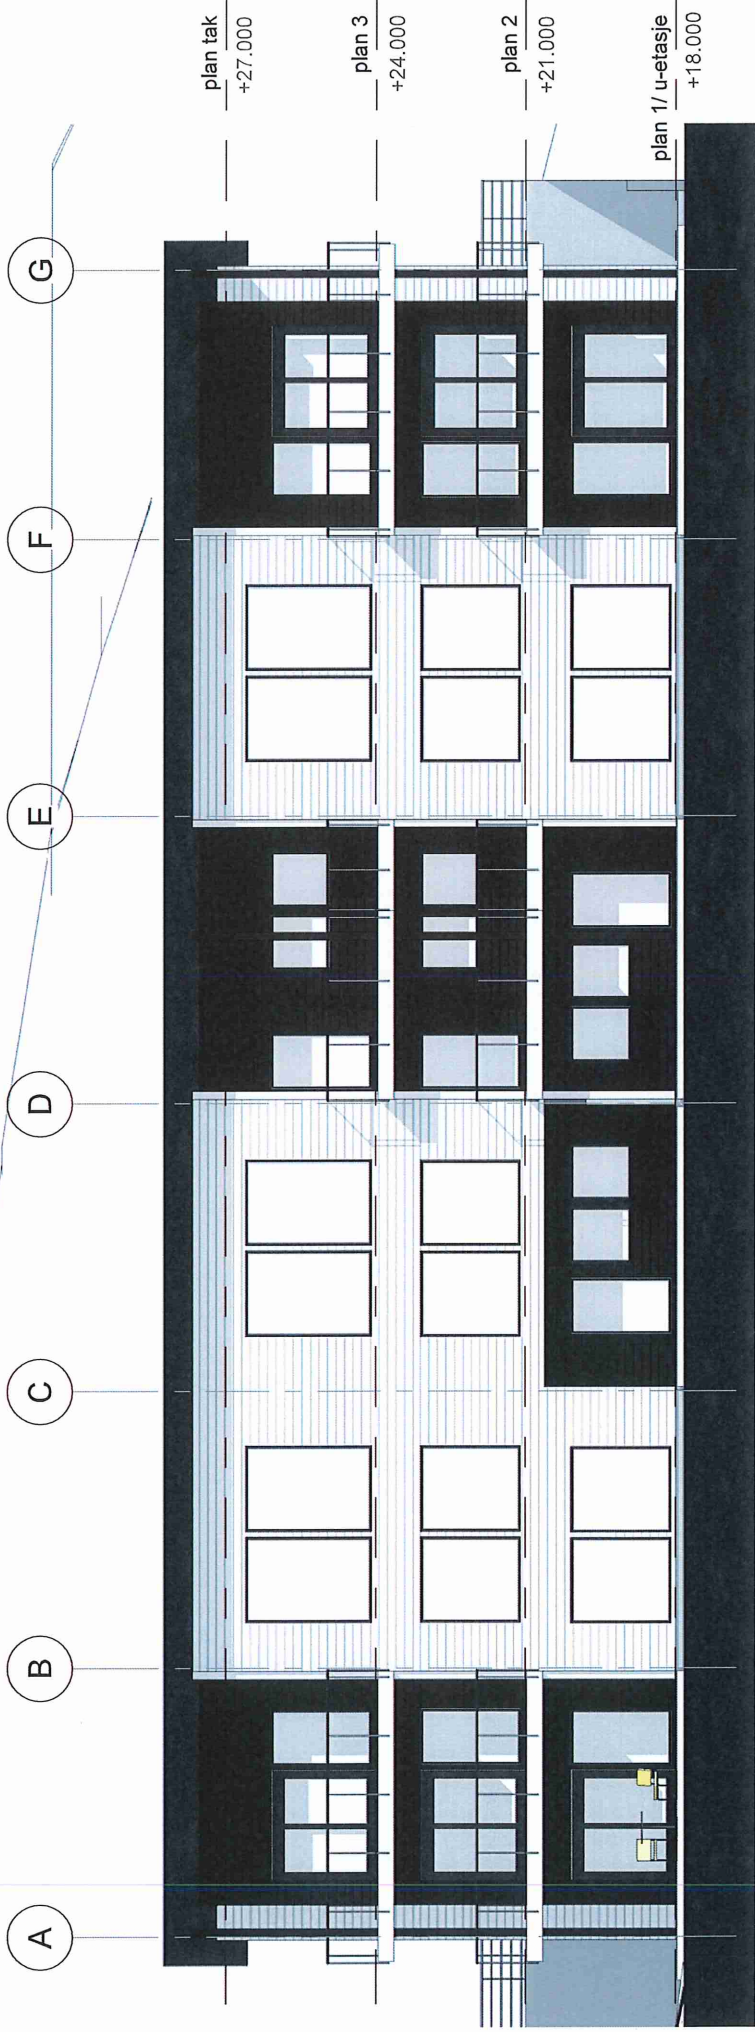 A
B
C
D
E
F
G
plan tak
+27.000
plan 3
+24.000
plan 2
+21.000
plan 1/ u-etasje
+18.000